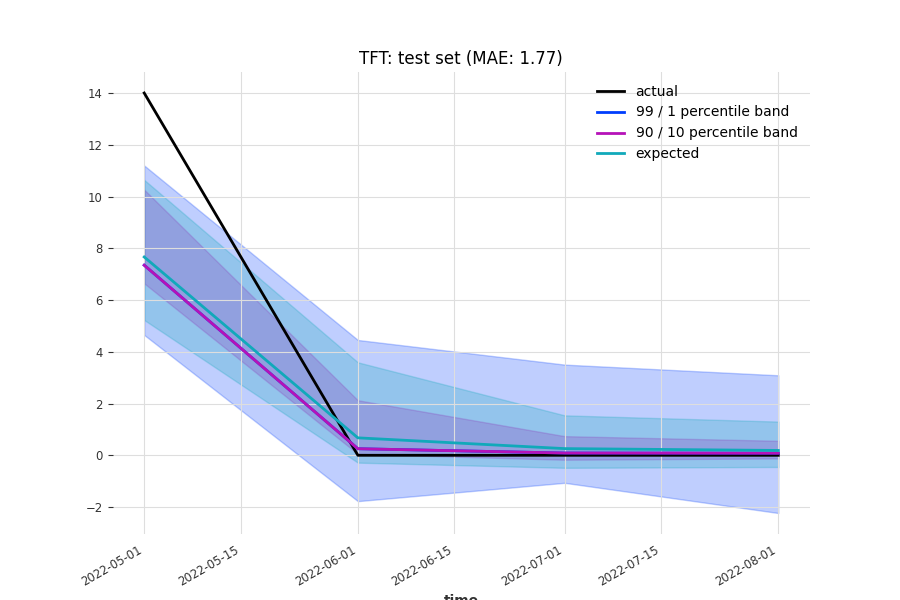 TFT: test set (MAE: 1.77)
actual
99 / 1 percentile band
90 / 10 percentile band
expected
14
12
10
8
6
4
2
0
−2
2022-05-01
2022-05-15
2022-06-01
2022-06-15
2022-07-01
2022-07-15
2022-08-01
time